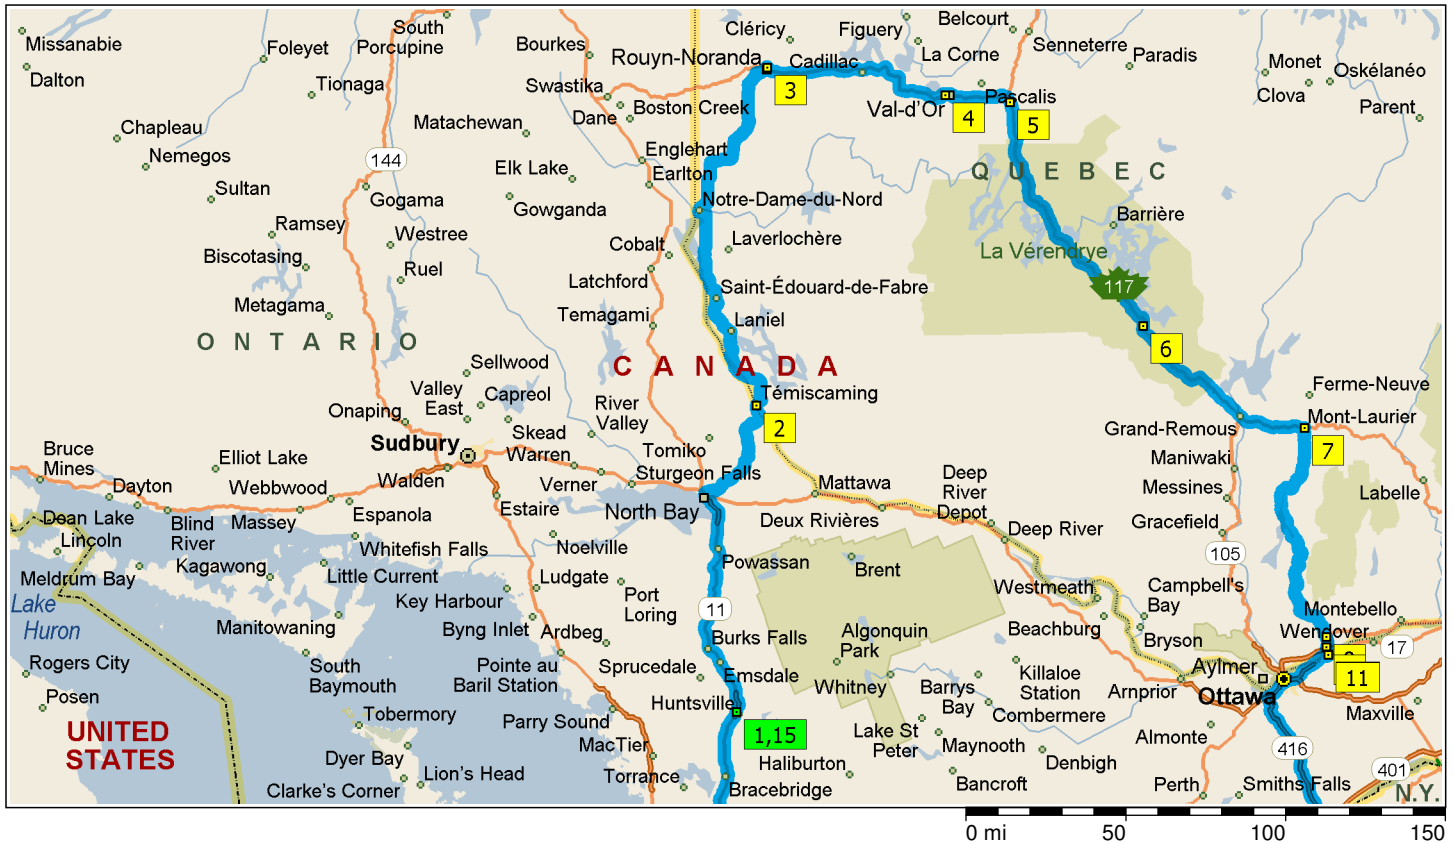 Missanabie
Dalton
Foleyet
South
Porcupine
Tionaga
Bourkes
Swastika
Dane
Boston Creek
Matachewan
Rouyn-Noranda
Cléricy
Cadillac
Figuery
La Corne
Belcourt
Senneterre
Paradis
Monet
Clova
Oskélanéo
Parent
3
Val-d'Or
4
Pascalis
5
Chapleau
Nemegos
144
Sultan
Gogama
Elk Lake
Gowganda
Englehart
Earlton
Notre-Dame-du-Nord
QUEBEC
Barrière
La Vérendrye
117
Ramsey
Biscotasing
Westree
Ruel
Metagama
ONTARIO
Cobalt
Laverlochère
Latchford
Saint-Édouard-de-Fabre
Temagami
Laniel
CANADA
6
Sellwood
Valley
East
Capreol
Onaping
Sudbury
Skead
Warren
River
Valley
Témiscaming
2
Tomiko
Ferme-Neuve
Mont-Laurier
Grand-Remous
7
Maniwaki
Messines
Labelle
Gracefield
105
Bruce
Mines
Elliot Lake
Walden
Dayton
Webbwood
Verner
Sturgeon Falls
North Bay
Mattawa
Deux Rivières
Deep
River
Depot
Deep River
Dean Lake
Lincoln
Blind
River
Massey
Espanola
Estaire
Whitefish Falls
Noelville
Powassan
Brent
Meldrum Bay
Kagawong
Little Current
Ludgate
Key Harbour
Port
Loring
Westmeath
Campbell's
Bay
Lake
Huron
Manitowaning
Byng Inlet
Ardbeg
11
Burks Falls
Algonquin
Park
Beachburg
Bryson
Montebello
Wendover
17
Rogers City
Posen
South
Baymouth
Pointe au
Baril Station
Sprucedale
Emsdale
Whitney
Killaloe
Station
Barrys
Bay
Combermere
Arnprior
Aylmer
Ottawa
11
UNITED
STATES
Tobermory
Parry Sound
Huntsville
1,15
Lake St
Peter
Maynooth
Almonte
Maxville
MacTier
Dyer Bay
Haliburton
Denbigh
416
401
Lion's Head
Clarke's Corner
Torrance
Bracebridge
Bancroft
Perth
Smiths Falls
N.Y.
0 mi 50 100 150